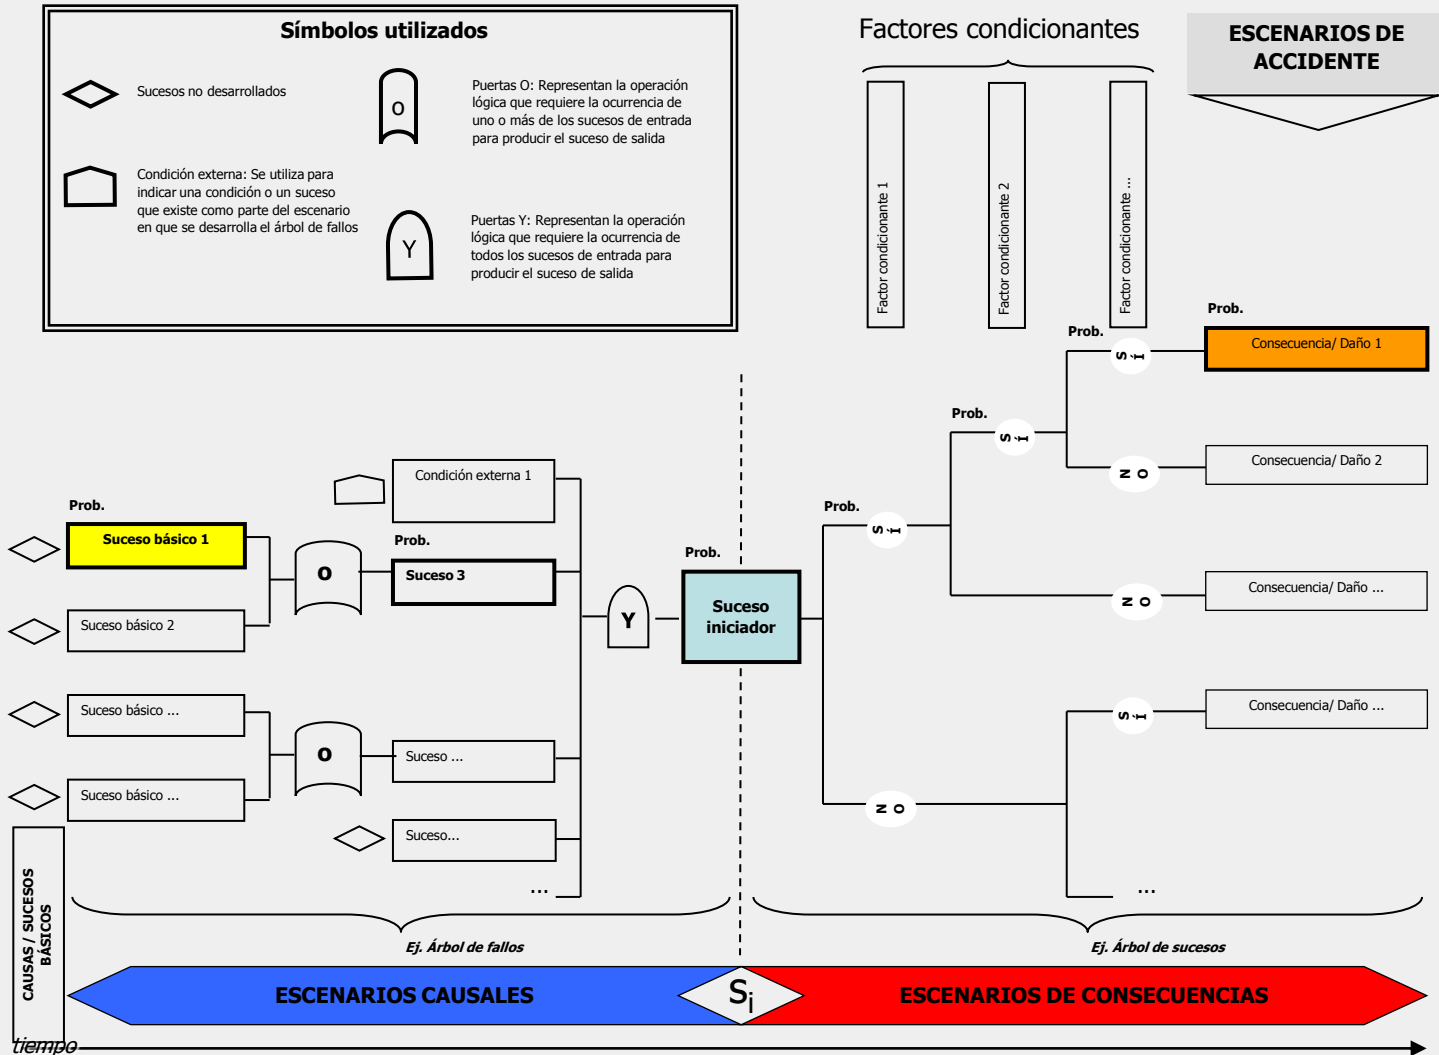 Símbolos utilizados
Sucesos no desarrollados
Condición externa: Se utiliza para
indicar una condición o un suceso
que existe como parte del escenario
en que se desarrolla el árbol de fallos
O
Puertas O: Representan la operación
lógica que requiere la ocurrencia de
uno o más de los sucesos de entrada
para producir el suceso de salida
Y
Puertas Y: Representan la operación
lógica que requiere la ocurrencia de
todos los sucesos de entrada para
producir el suceso de salida
Factores condicionantes
Factor condicionante 1
Factor condicionante 2
Factor condicionante ...
ESCENARIOS DE
ACCIDENTE
Prob.
Suceso básico 1
Suceso básico 2
Suceso básico ...
Suceso básico ...
O
O
Condición externa 1
Prob.
Suceso 3
Suceso ...
Suceso...
...
Y
Prob.
Suceso
iniciador
Prob.
SÍ
NO
Prob.
SÍ
NO
Prob.
SÍ
NO
SÍ
...
Prob.
Consecuencia/ Daño 1
Consecuencia/ Daño 2
Consecuencia/ Daño ...
Consecuencia/ Daño ...
CAUSAS / SUCESOS
BÁSICOS
Ej. Árbol de fallos
Ej. Árbol de sucesos
ESCENARIOS CAUSALES
Si
ESCENARIOS DE CONSECUENCIAS
tiempo